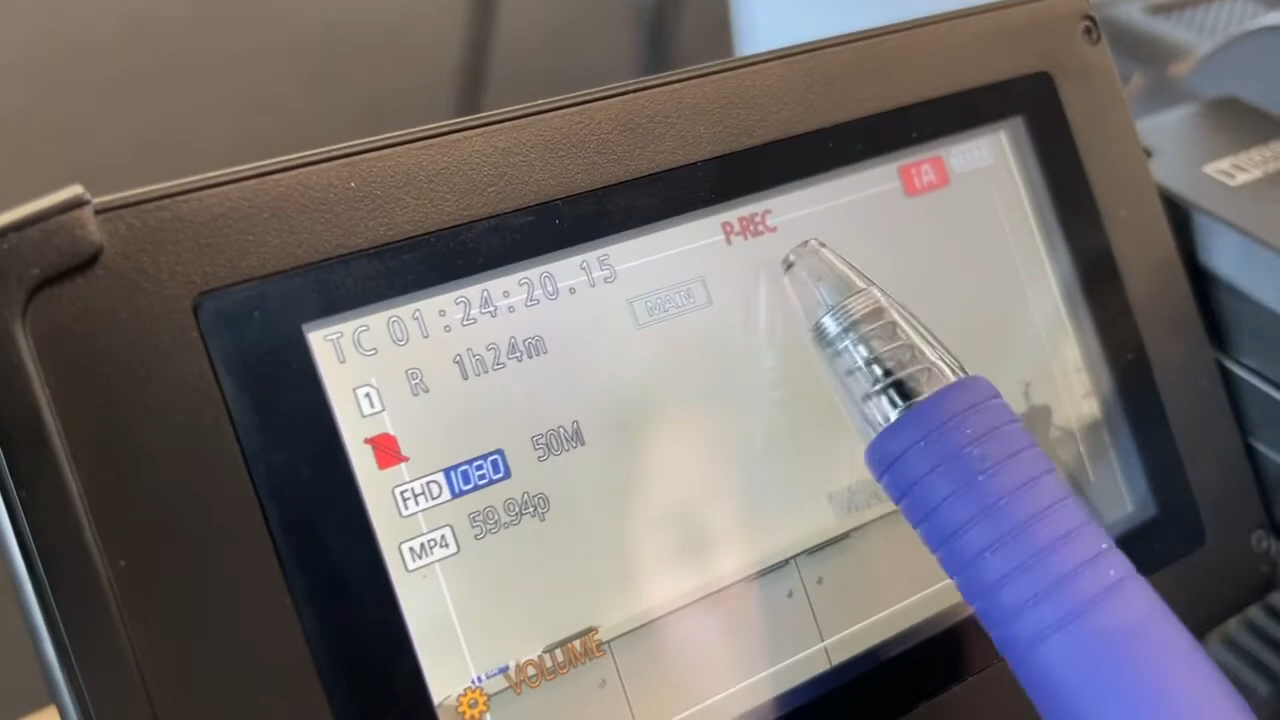 iA
P-REC
TC 01:24:20.15
MAIN
1 R 1h24m
FHD 1080 50M
MP4 59.94p
VOLUME